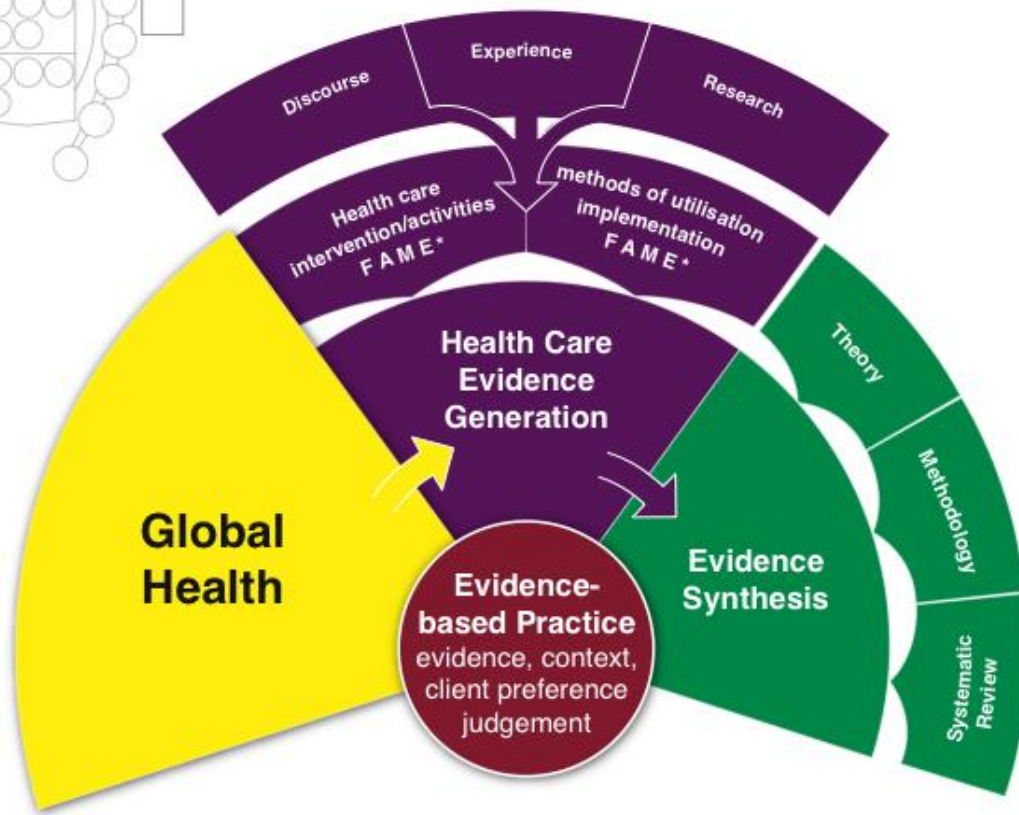 Discourse
Experience
Research
Health care
intervention/activities
F A M E*
methods of utilisation
implementation
F A M E*
Health Care
Evidence
Generation
Global
Health
Evidence-
based Practice
evidence, context,
client preference
judgement
Evidence
Synthesis
Theory
Methodology
Systematic
Review